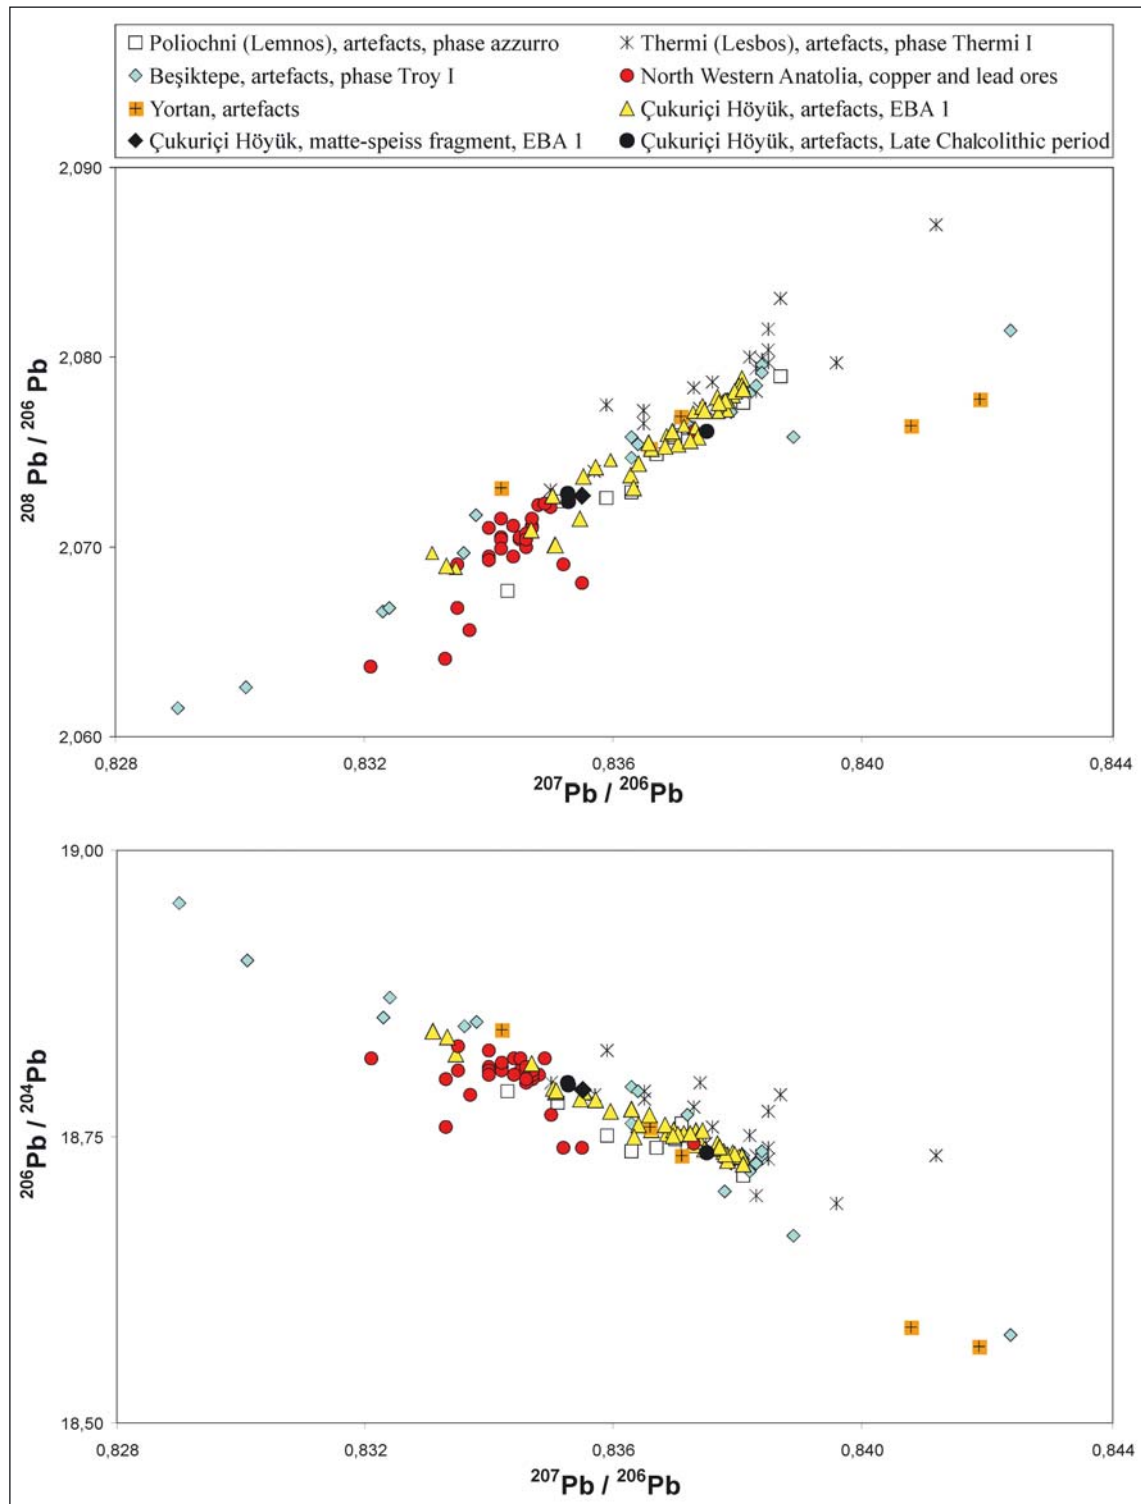 Poliochni (Lemnos), artefacts, phase azzurro
Thermi (Lesbos), artefacts, phase Thermi I
Beşiktepe, artefacts, phase Troy I
North Western Anatolia, copper and lead ores
Yortan, artefacts
Çukuriçi Höyük, artefacts, EBA 1
Çukuriçi Höyük, matte-speiss fragment, EBA 1
Çukuriçi Höyük, artefacts, Late Chalcolithic period
2,090
2,080
2,070
2,060
208 Pb / 206 Pb
0,828
0,832
0,836
0,840
0,844
207Pb / 206Pb
19,00
18,75
18,50
206Pb / 204Pb
0,828
0,832
0,836
0,840
0,844
207Pb / 206Pb